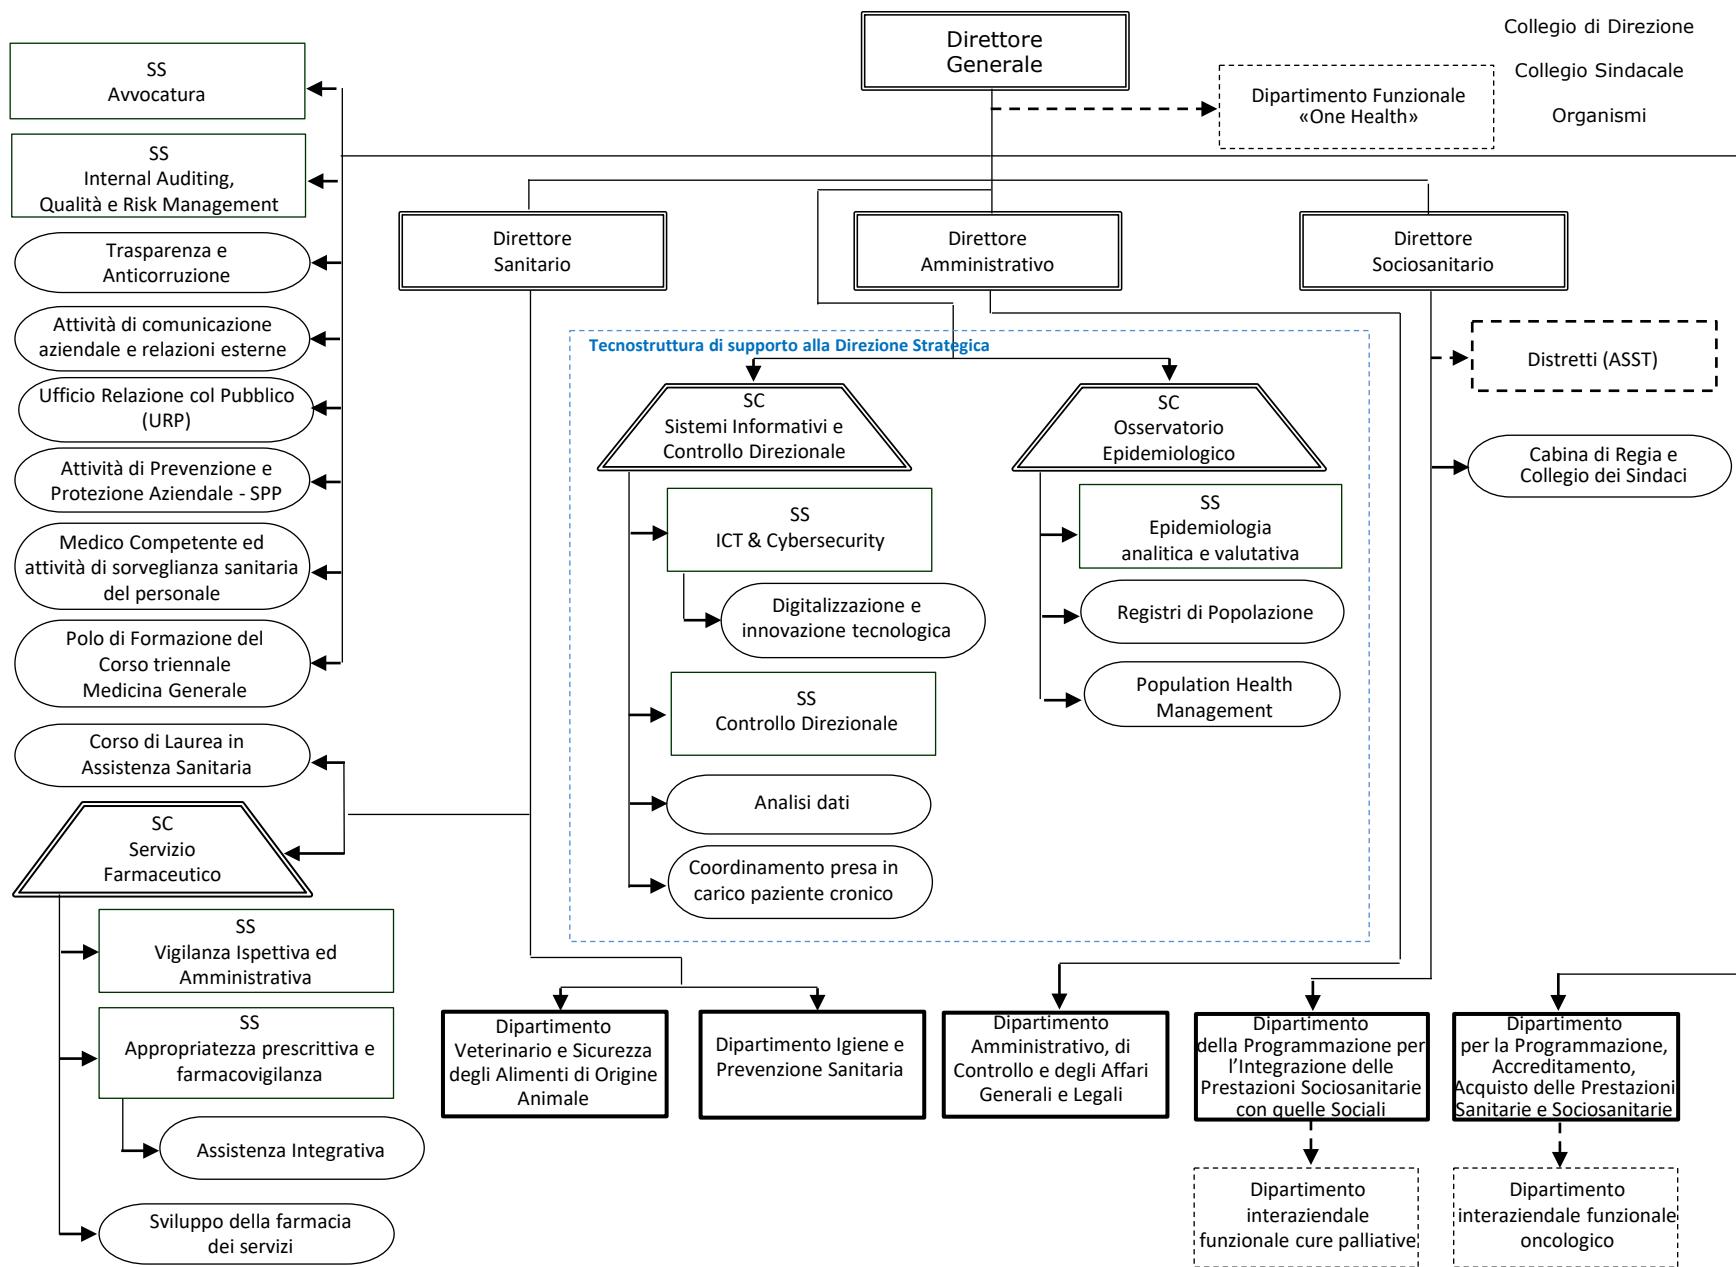 Direttore
Generale
Collegio di Direzione
Collegio Sindacale
Organismi
Dipartimento Funzionale
«One Health»
SS
Avvocatura
SS
Internal Auditing,
Qualità e Risk Management
Trasparenza e
Anticorruzione
Attività di comunicazione
aziendale e relazioni esterne
Ufficio Relazione col Pubblico
(URP)
Attività di Prevenzione e
Protezione Aziendale - SPP
Medico Competente ed
attività di sorveglianza sanitaria
del personale
Polo di Formazione del
Corso triennale
Medicina Generale
Corso di Laurea in
Assistenza Sanitaria
SC
Servizio
Farmaceutico
SS
Vigilanza Ispettiva ed
Amministrativa
SS
Appropriatezza prescrittiva e
farmacovigilanza
Assistenza Integrativa
Sviluppo della farmacia
dei servizi
Direttore
Sanitario
Direttore
Amministrativo
Direttore
Sociosanitario
Tecnostruttura di supporto alla Direzione Strategica
SC
Sistemi Informativi e
Controllo Direzionale
SS
ICT & Cybersecurity
Digitalizzazione e
innovazione tecnologica
SS
Controllo Direzionale
Analisi dati
Coordinamento presa in
carico paziente cronico
SC
Osservatorio
Epidemiologico
SS
Epidemiologia
analitica e valutativa
Registri di Popolazione
Population Health
Management
Distretti (ASST)
Cabina di Regia e
Collegio dei Sindaci
Dipartimento
Veterinario e Sicurezza
degli Alimenti di Origine
Animale
Dipartimento Igiene e
Prevenzione Sanitaria
Dipartimento
Amministrativo, di
Controllo e degli Affari
Generali e Legali
Dipartimento
della Programmazione per
l'Integrazione delle
Prestazioni Sociosanitarie
con quelle Sociali
Dipartimento
per la Programmazione,
Accreditamento,
Acquisto delle Prestazioni
Sanitarie e Sociosanitarie
Dipartimento
interaziendale
funzionale cure palliative
Dipartimento
interaziendale funzionale
oncologico